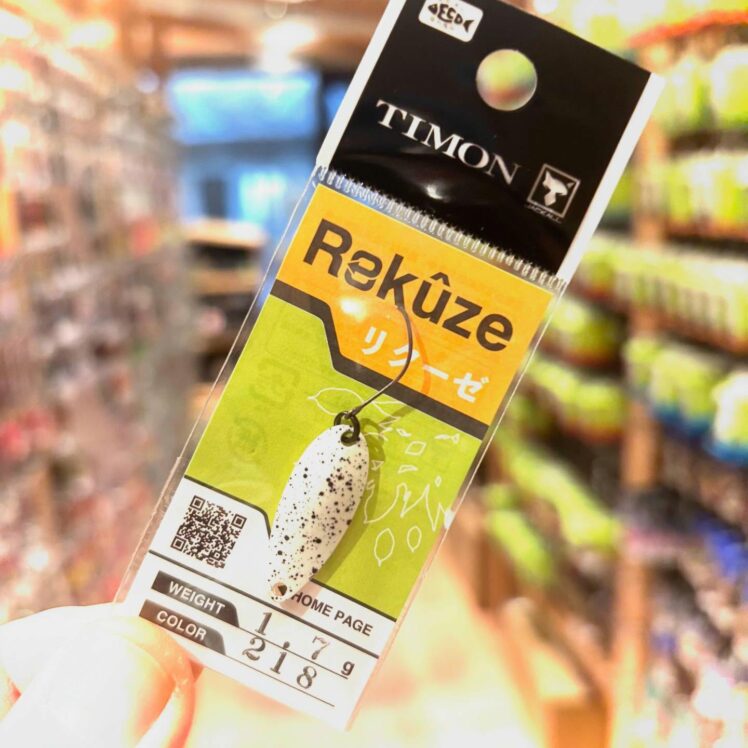 ECO
TIMON
JACKALL
Rekûze
リクーゼ
HOME PAGE
WEIGHT 1.7g
COLOR 218